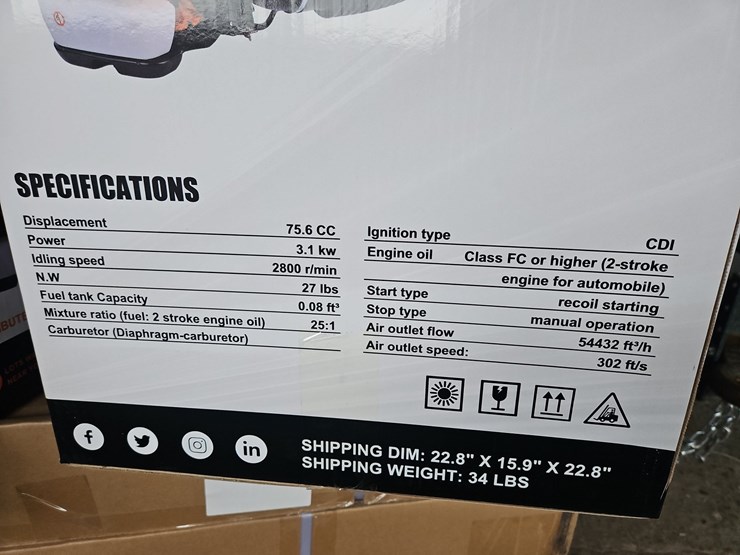 SPECIFICATIONS
Displacement 75.6 CC
Power 3.1 kw
Idling speed 2800 r/min
N.W 27 lbs
Fuel tank Capacity 0.08 ft³
Mixture ratio (fuel: 2 stroke engine oil) 25:1
Carburetor (Diaphragm-carburetor)
Ignition type CDI
Engine oil Class FC or higher (2-stroke
engine for automobile)
Start type recoil starting
Stop type manual operation
Air outlet flow 54432 ft³/h
Air outlet speed: 302 ft/s
f in
SHIPPING DIM: 22.8" X 15.9" X 22.8"
SHIPPING WEIGHT: 34 LBS